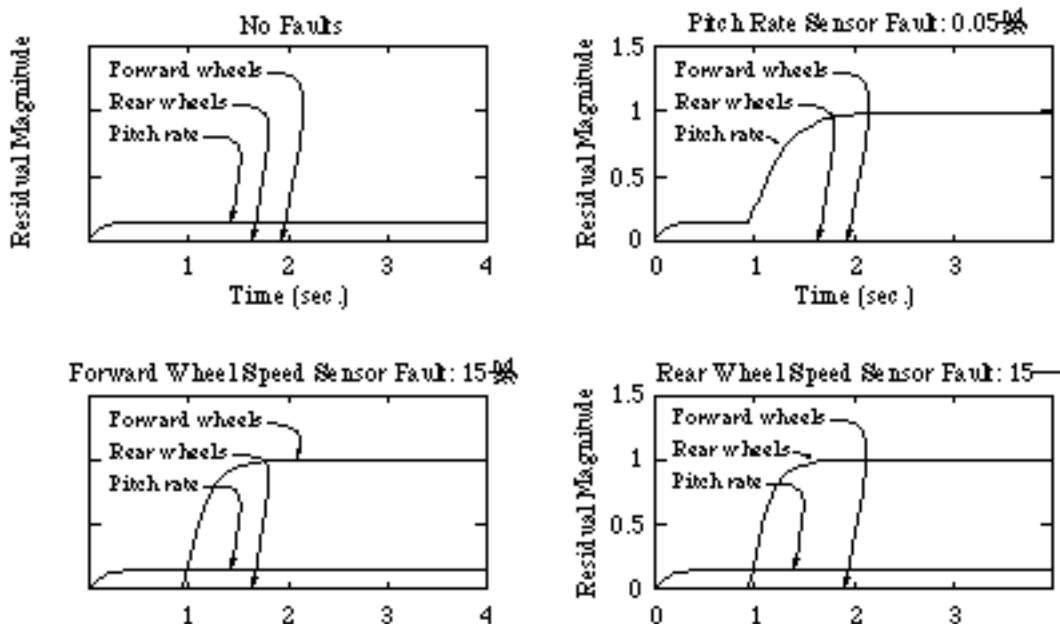 No Faults
Residual Magnitude
Forward wheels
Rear wheels
Pitch rate
1 2 3 4
Time (sec.)
Pitch Rate Sensor Fault: 0.05
Residual Magnitude
1.5
1
0.5
0
Forward wheels
Rear wheels
Pitch rate
0 1 2 3
Time (sec.)
Forward Wheel Speed Sensor Fault: 15
Forward wheels
Rear wheels
Pitch rate
1 2 3 4
Rear Wheel Speed Sensor Fault: 15
Residual Magnitude
1.5
1
0.5
0
Forward wheels
Rear wheels
Pitch rate
0 1 2 3